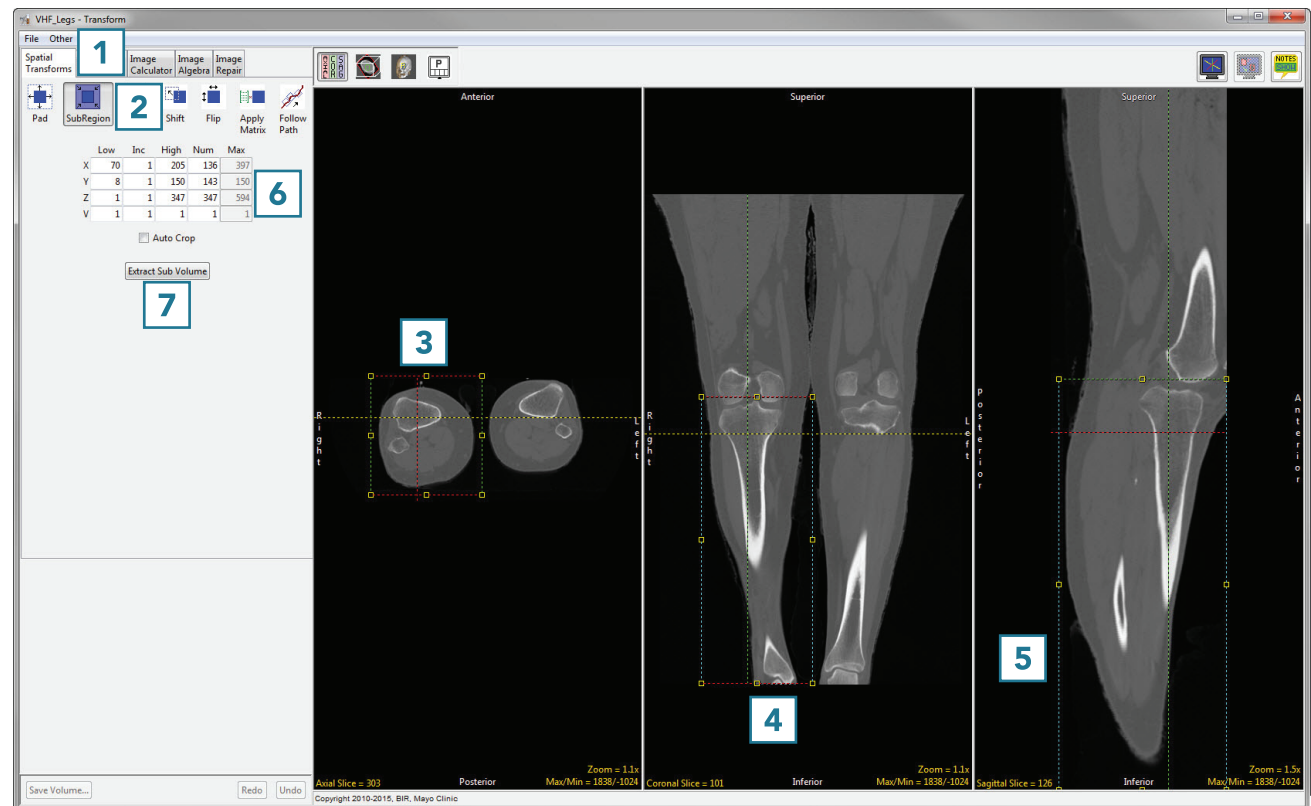 VHF_Legs - Transform
File Other
1
Spatial Transforms
Image Calculator
Image Algebra
Image Repair
P
NOTES
SHOW
Pad
SubRegion
2
Shift
Flip
Apply Matrix
Follow Path
Low Inc High Num Max
X 70 1 205 136 397
Y 8 1 150 143 150
Z 1 1 347 347 594
V 1 1 1 1 1
6
Auto Crop
Extract Sub Volume
7
Anterior
Right
Left
3
Axial Slice = 303
Posterior
Zoom = 1.1x
Max/Min = 1838/-1024
Superior
Right
Left
4
Coronal Slice = 101
Inferior
Zoom = 1.1x
Max/Min = 1838/-1024
Superior
Posterior
Anterior
5
Sagittal Slice = 126
Inferior
Zoom = 1.5x
Max/Min = 1838/-1024
Save Volume...
Redo
Undo
Copyright 2010-2015, BIR, Mayo Clinic